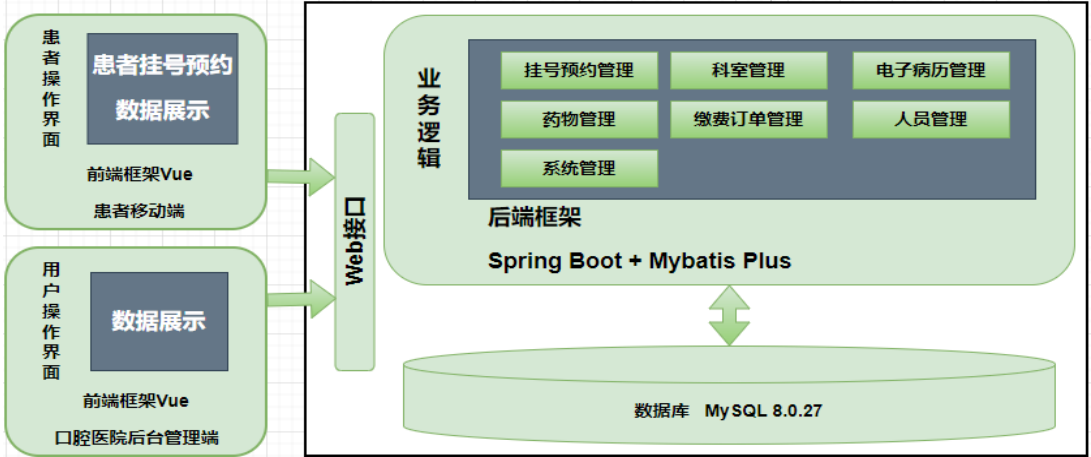 患者操作界面
患者挂号预约
数据展示
前端框架Vue
患者移动端
用户操作界面
数据展示
前端框架Vue
口腔医院后台管理端
Web接口
业务逻辑
挂号预约管理
科室管理
电子病历管理
药物管理
缴费订单管理
人员管理
系统管理
后端框架
Spring Boot + Mybatis Plus
数据库 MySQL 8.0.27